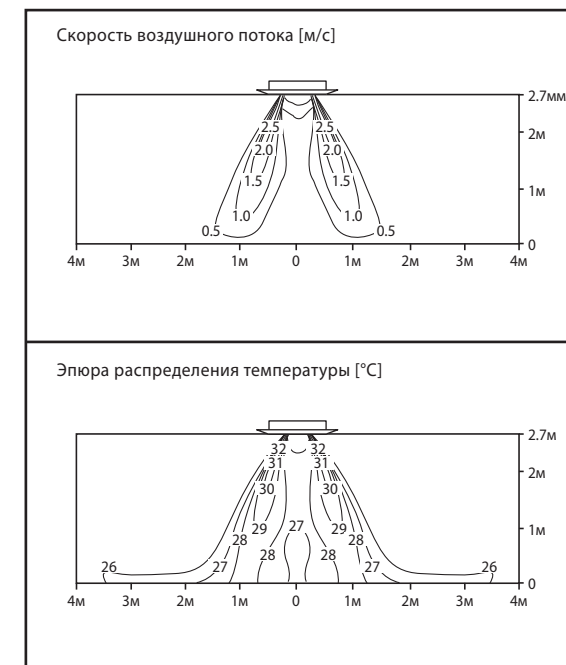 Скорость воздушного потока [м/с]
2.7мм
2.5 2.5
2м
2.0 2.0
1.5 1.5
1м
1.0 1.0
0.5 0.5
0
4м 3м 2м 1м 0 1м 2м 3м 4м
Эпюра распределения температуры [°C]
2.7м
32 32
31 31
2м
30 30
29 27 29
1м
28 28
28 28
26 27 27 26
0
4м 3м 2м 1м 0 1м 2м 3м 4м